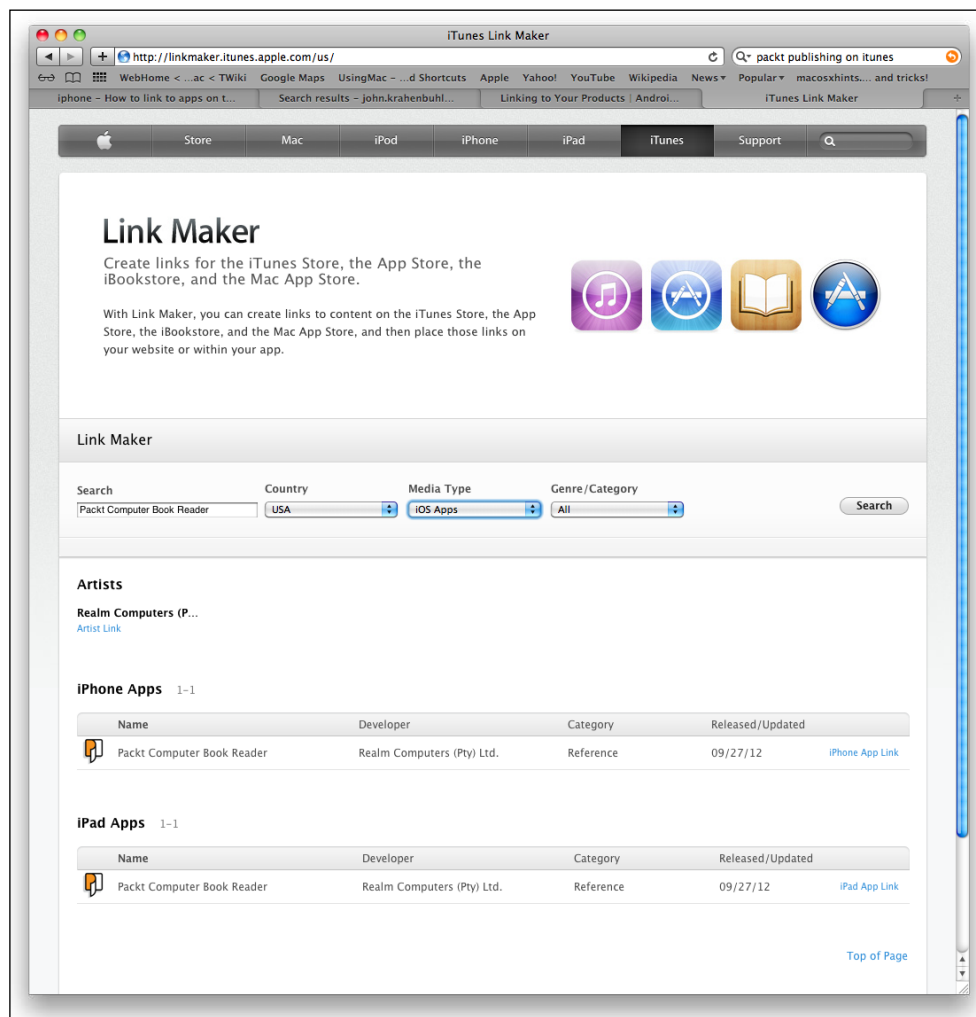 iTunes Link Maker
http://linkmaker.itunes.apple.com/us/
packt publishing on itunes
WebHome < ...ac < TWiki Google Maps UsingMac - ...d Shortcuts Apple Yahoo! YouTube Wikipedia News▾ Popular▾ macosxhints.... and tricks!
iphone – How to link to apps on t... Search results – john.krahenbuhl... Linking to Your Products | Androi... iTunes Link Maker
Store Mac iPod iPhone iPad iTunes Support
Link Maker
Create links for the iTunes Store, the App Store, the
iBookstore, and the Mac App Store.
With Link Maker, you can create links to content on the iTunes Store, the App
Store, the iBookstore, and the Mac App Store, and then place those links on
your website or within your app.
Link Maker
Search Country Media Type Genre/Category
Packt Computer Book Reader USA iOS Apps All Search
Artists
Realm Computers (P...
Artist Link
iPhone Apps 1-1
Name Developer Category Released/Updated
Packt Computer Book Reader Realm Computers (Pty) Ltd. Reference 09/27/12 iPhone App Link
iPad Apps 1-1
Name Developer Category Released/Updated
Packt Computer Book Reader Realm Computers (Pty) Ltd. Reference 09/27/12 iPad App Link
Top of Page